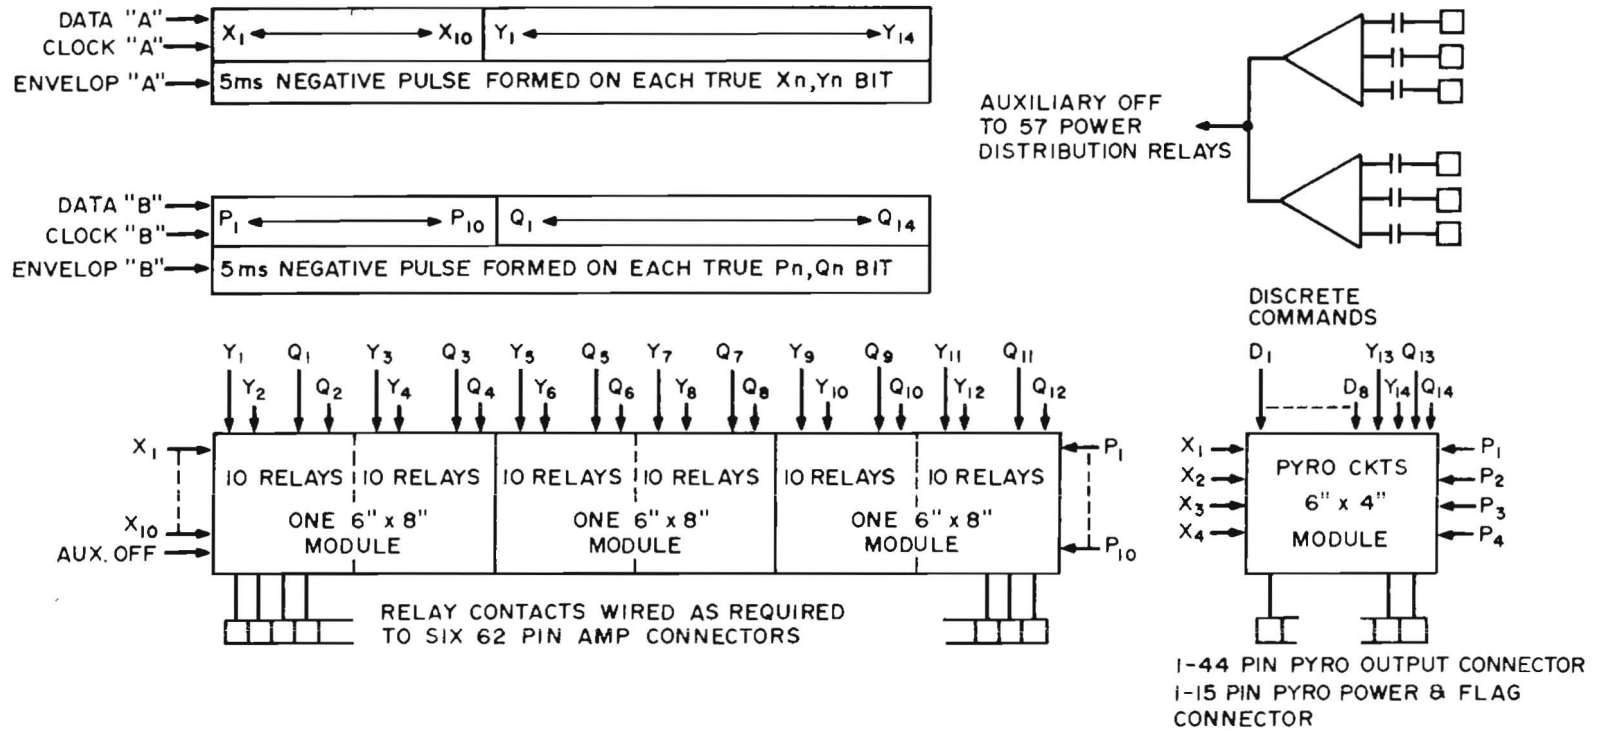 DATA "A"
CLOCK "A"
ENVELOP "A"
X1 X10 Y1 Y14
5ms NEGATIVE PULSE FORMED ON EACH TRUE Xn,Yn BIT
AUXILIARY OFF
TO 57 POWER
DISTRIBUTION RELAYS
DATA "B"
CLOCK "B"
ENVELOP "B"
P1 P10 Q1 Q14
5ms NEGATIVE PULSE FORMED ON EACH TRUE Pn,Qn BIT
Y1 Q1 Y3 Q3 Y5 Q5 Y7 Q7 Y9 Q9 Y11 Q11
Y2 Q2 Y4 Q4 Y6 Q6 Y8 Q8 Y10 Q10 Y12 Q12
X1
X10
AUX. OFF
10 RELAYS 10 RELAYS 10 RELAYS 10 RELAYS 10 RELAYS 10 RELAYS
ONE 6" x 8" ONE 6" x 8" ONE 6" x 8"
MODULE MODULE MODULE
P1
P10
RELAY CONTACTS WIRED AS REQUIRED
TO SIX 62 PIN AMP CONNECTORS
DISCRETE
COMMANDS
D1 Y13 Q13
D8 Y14 Q14
X1
X2
X3
X4
PYRO CKTS
6" x 4"
MODULE
P1
P2
P3
P4
1-44 PIN PYRO OUTPUT CONNECTOR
1-15 PIN PYRO POWER & FLAG
CONNECTOR